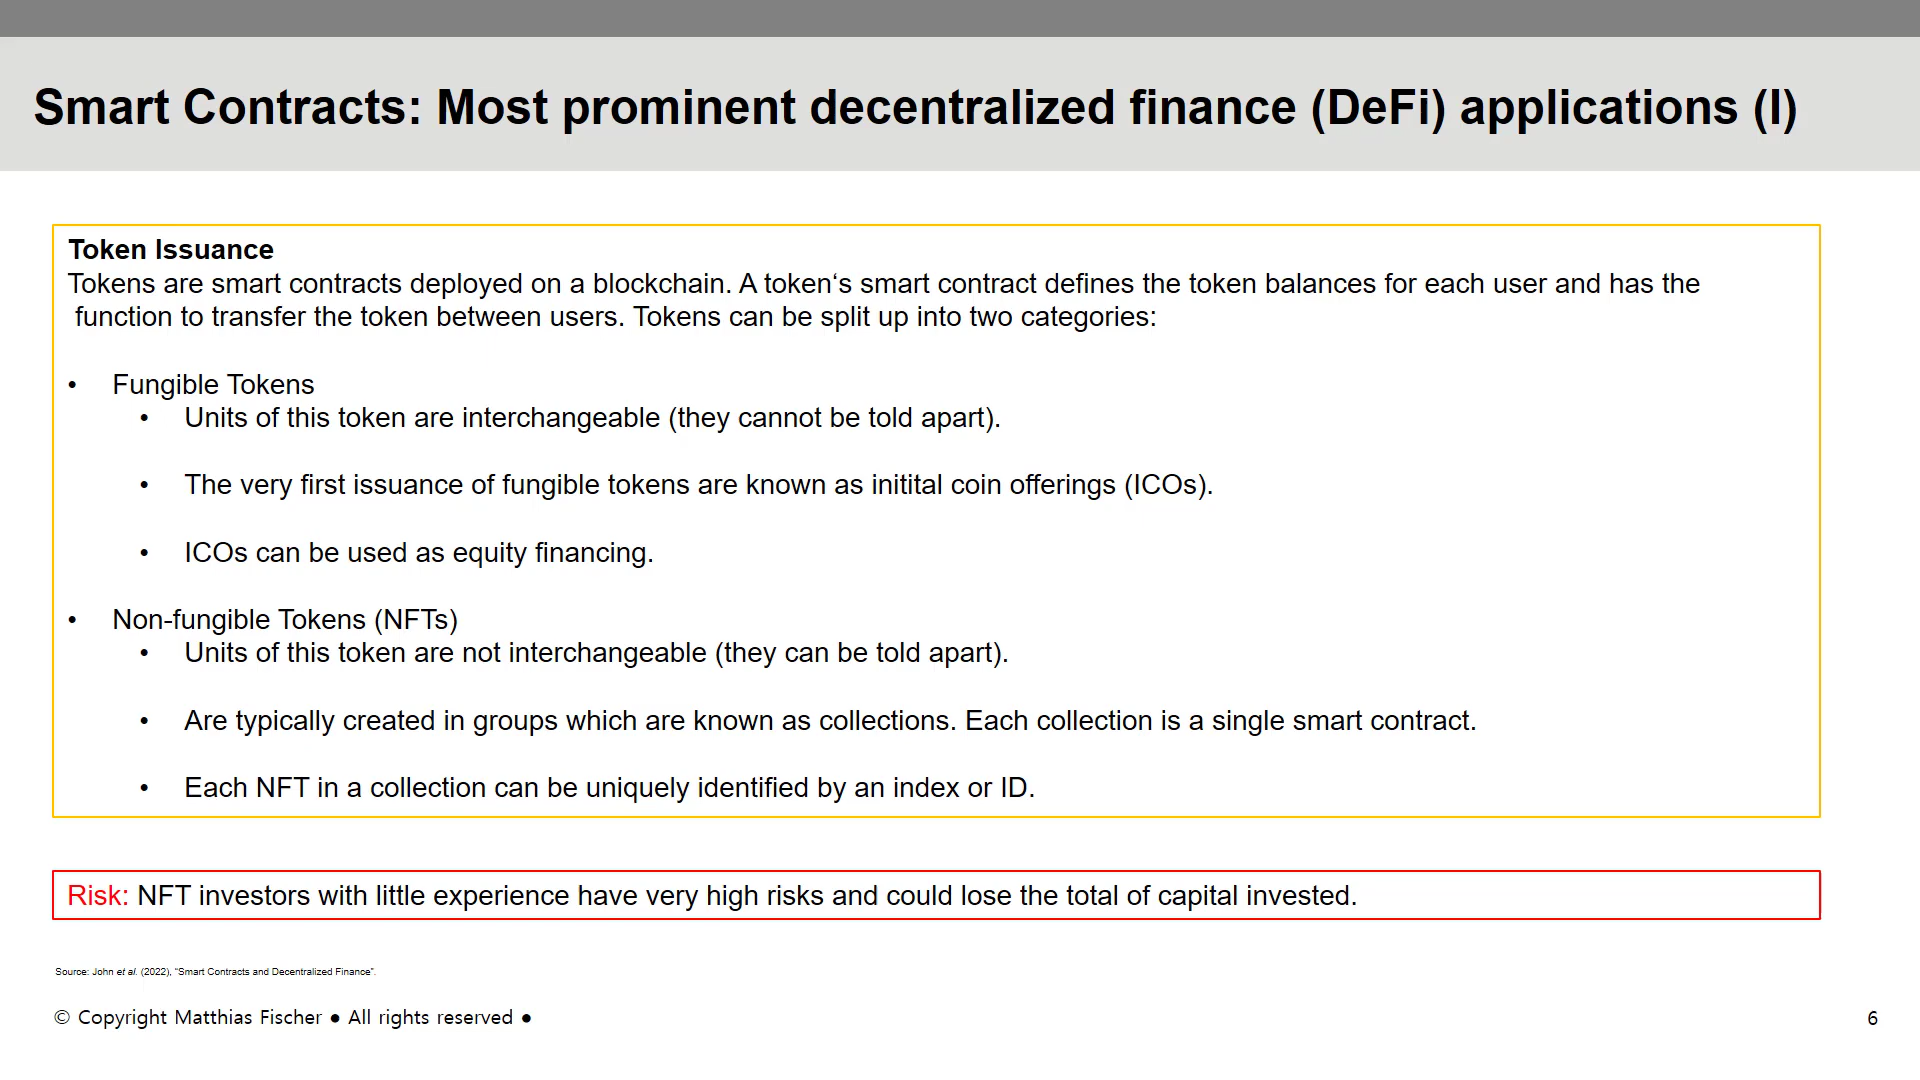 Smart Contracts: Most prominent decentralized finance (DeFi) applications (I)
Token Issuance
Tokens are smart contracts deployed on a blockchain. A token‘s smart contract defines the token balances for each user and has the
function to transfer the token between users. Tokens can be split up into two categories:
• Fungible Tokens
• Units of this token are interchangeable (they cannot be told apart).
• The very first issuance of fungible tokens are known as initital coin offerings (ICOs).
• ICOs can be used as equity financing.
• Non-fungible Tokens (NFTs)
• Units of this token are not interchangeable (they can be told apart).
• Are typically created in groups which are known as collections. Each collection is a single smart contract.
• Each NFT in a collection can be uniquely identified by an index or ID.
Risk: NFT investors with little experience have very high risks and could lose the total of capital invested.
Source: John et al. (2022), “Smart Contracts and Decentralized Finance”.
© Copyright Matthias Fischer ● All rights reserved ●
6